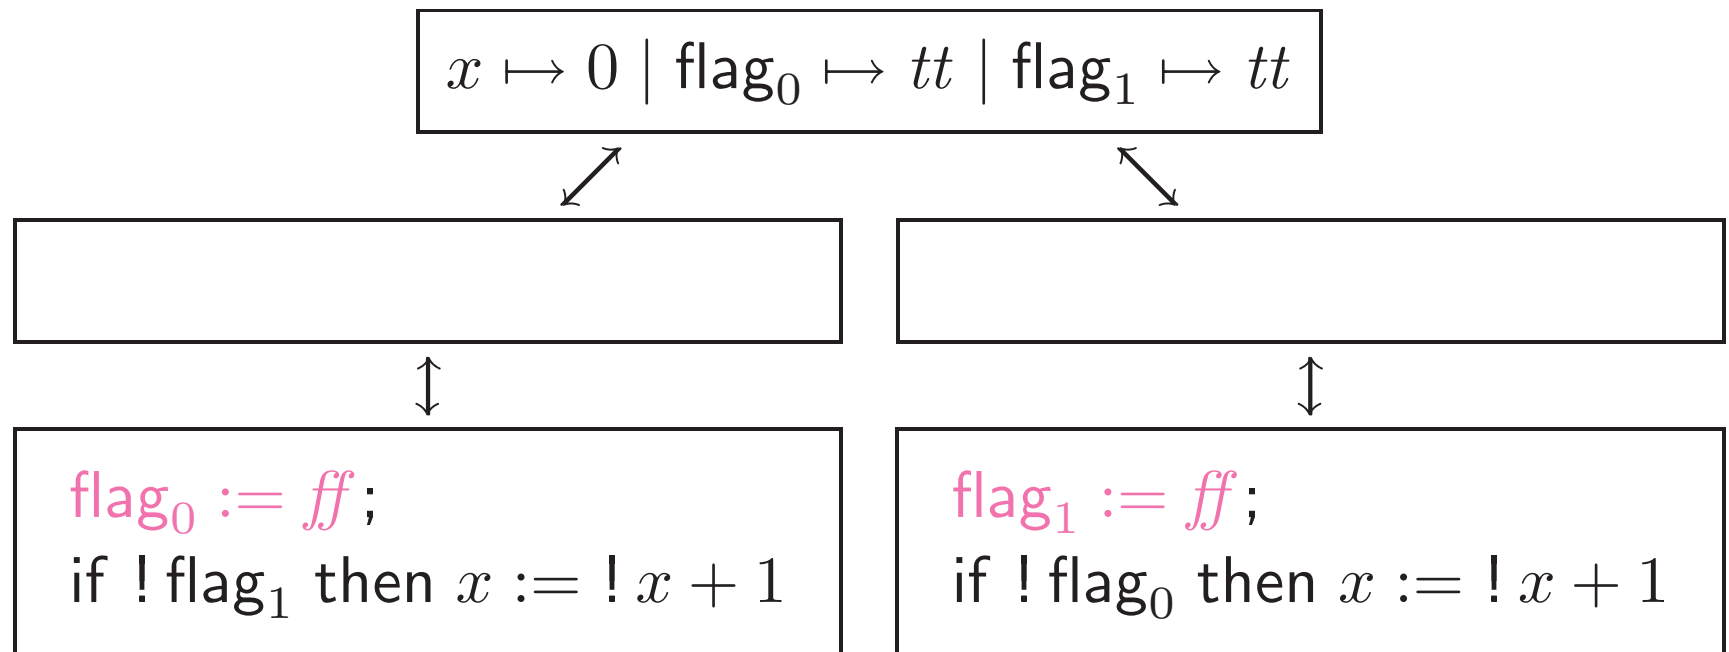 x ↦ 0 | flag₀ ↦ tt | flag₁ ↦ tt
flag₀ := ff ;
if ! flag₁ then x := ! x + 1
flag₁ := ff ;
if ! flag₀ then x := ! x + 1